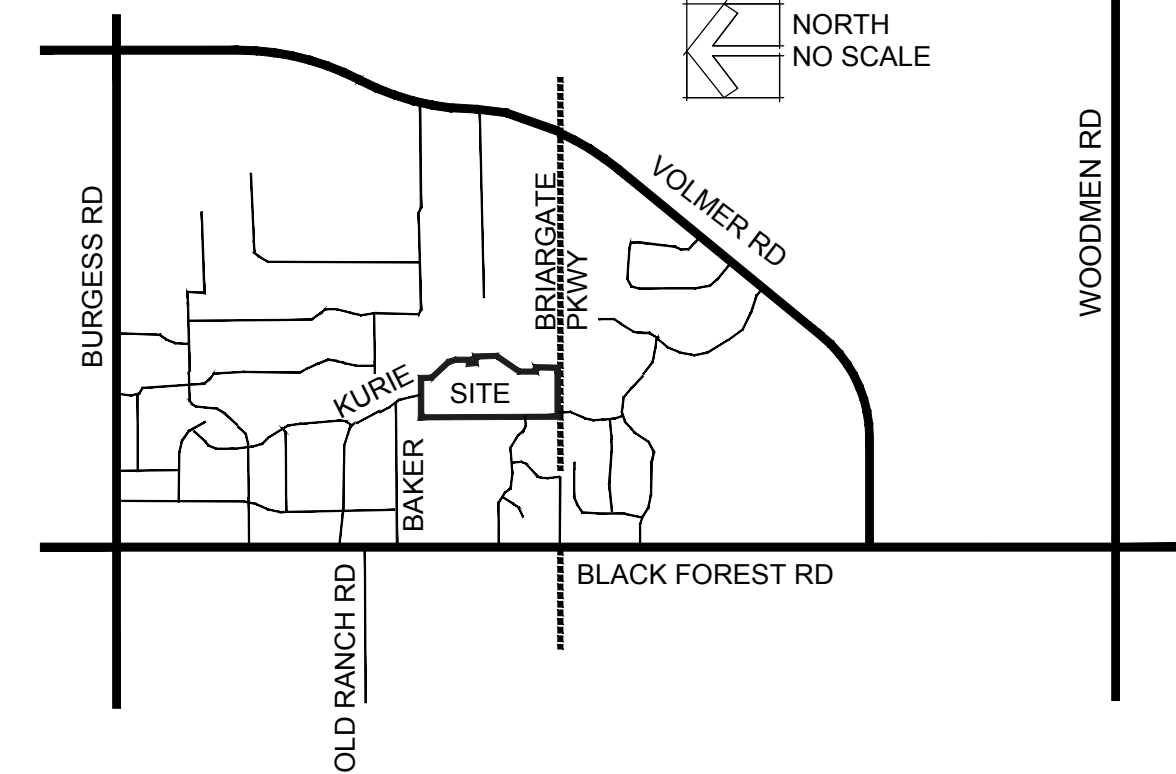 NORTH
NO SCALE
BURGESS RD
BRIARGATE
PKWY
VOLMER RD
WOODMEN RD
KURIE
SITE
BAKER
BLACK FOREST RD
OLD RANCH RD